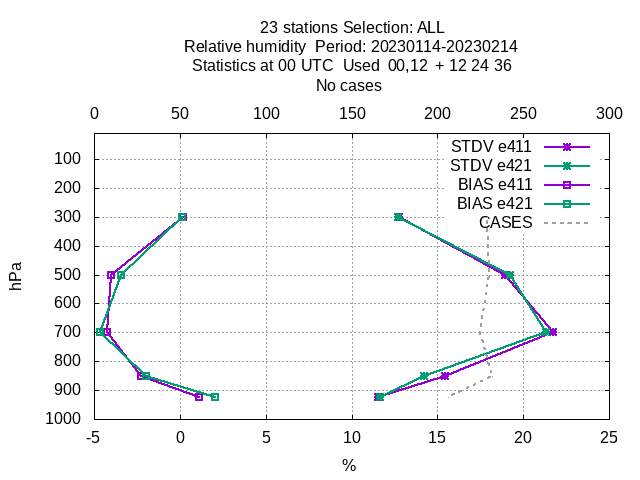 23 stations Selection: ALL
Relative humidity  Period: 20230114-20230214
Statistics at 00 UTC  Used  00,12  + 12 24 36
No cases
0 50 100 150 200 250 300
STDV e411
STDV e421
BIAS e411
BIAS e421
CASES
100
200
300
400
500
600
700
800
900
1000
hPa
-5 0 5 10 15 20 25
%